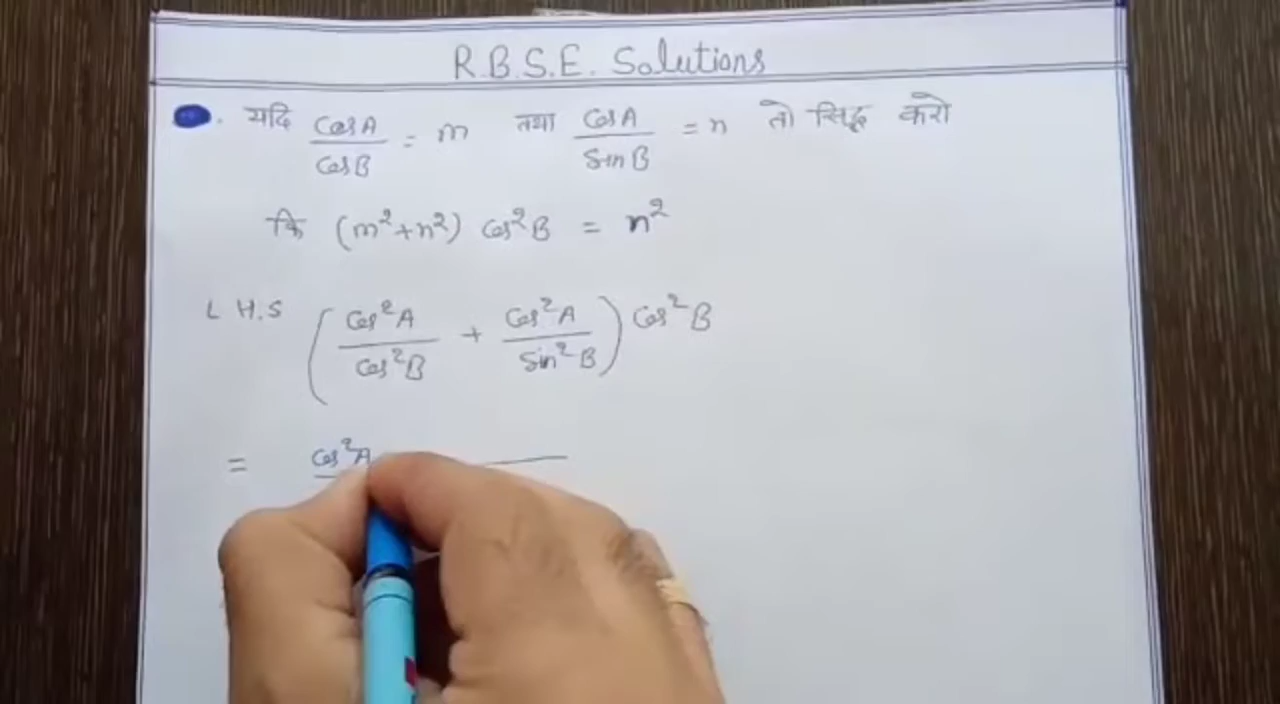 R.B.S.E. Solutions
यदि CosA/CosB = m तथा CosA/SinB = n तो सिद्ध करो
कि (m²+n²) Cos²B = n²
L H.S (Cos²A/Cos²B + Cos²A/Sin²B) Cos²B
= Cos²A